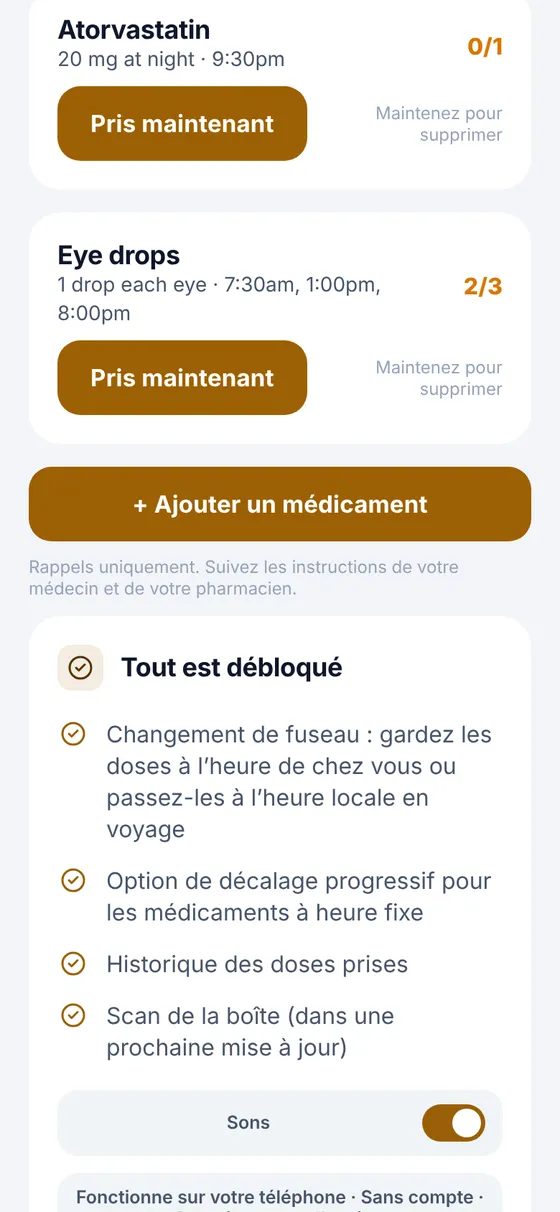 Atorvastatin
20 mg at night · 9:30pm
0/1
Pris maintenant
Maintenez pour
supprimer
Eye drops
1 drop each eye · 7:30am, 1:00pm,
8:00pm
2/3
Pris maintenant
Maintenez pour
supprimer
+ Ajouter un médicament
Rappels uniquement. Suivez les instructions de votre
médecin et de votre pharmacien.
Tout est débloqué
Changement de fuseau : gardez les
doses à l’heure de chez vous ou
passez-les à l’heure locale en
voyage
Option de décalage progressif pour
les médicaments à heure fixe
Historique des doses prises
Scan de la boîte (dans une
prochaine mise à jour)
Sons
Fonctionne sur votre téléphone · Sans compte ·